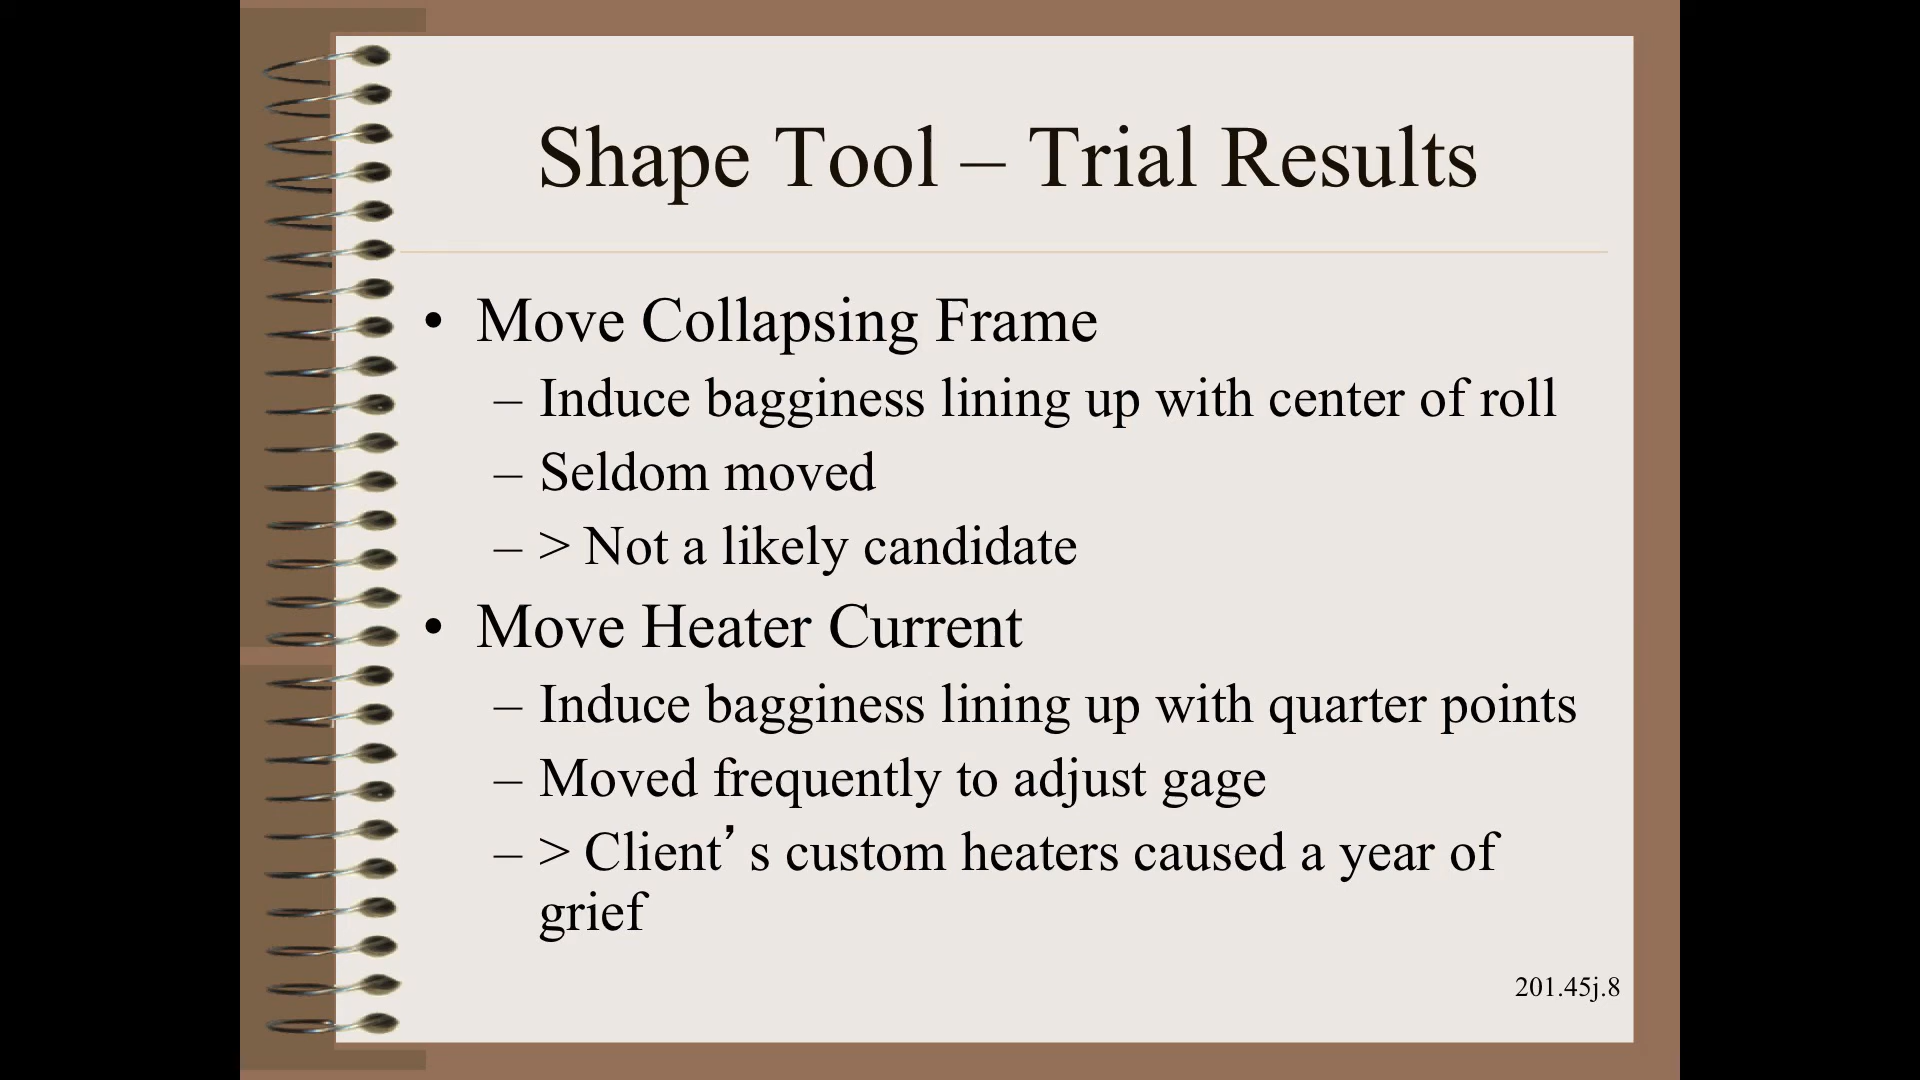 Shape Tool – Trial Results
• Move Collapsing Frame
– Induce bagginess lining up with center of roll
– Seldom moved
– > Not a likely candidate
• Move Heater Current
– Induce bagginess lining up with quarter points
– Moved frequently to adjust gage
– > Client’s custom heaters caused a year of
grief
201.45j.8